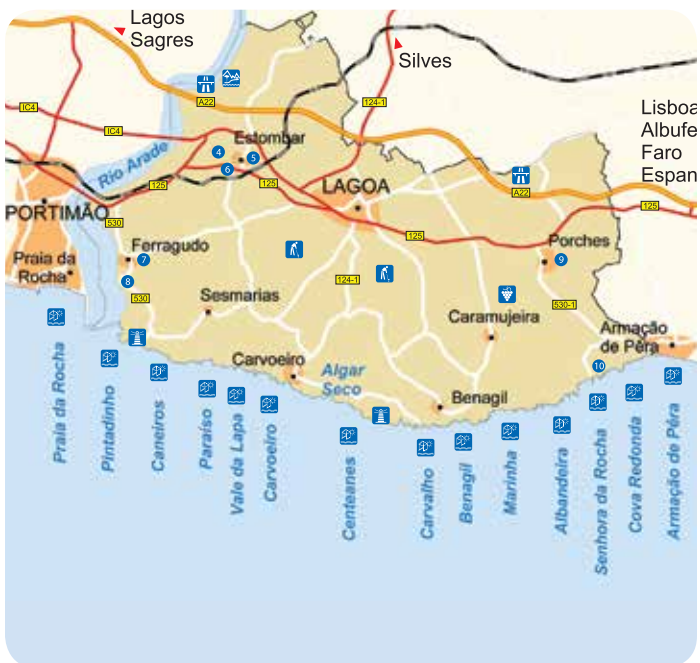 Lagos
Sagres
Silves
Lisboa
Albufe
Faro
Espan
A22
124-1
IC4
IC4
Estombar
4
5
6
Rio Arade
125
125
LAGOA
A22
125
PORTIMÃO
530
125
Ferragudo
7
Porches
9
Praia da
Rocha
8
124-1
530
Sesmarias
530-1
Caramujeira
Armação
de Pêra
Carvoeiro
Algar
Seco
10
Benagil
Praia da Rocha
Pintadinho
Caneiros
Paraíso
Vale da Lapa
Carvoeiro
Centeanes
Carvalho
Benagil
Marinha
Albandeira
Senhora da Rocha
Cova Redonda
Armação de Pêra